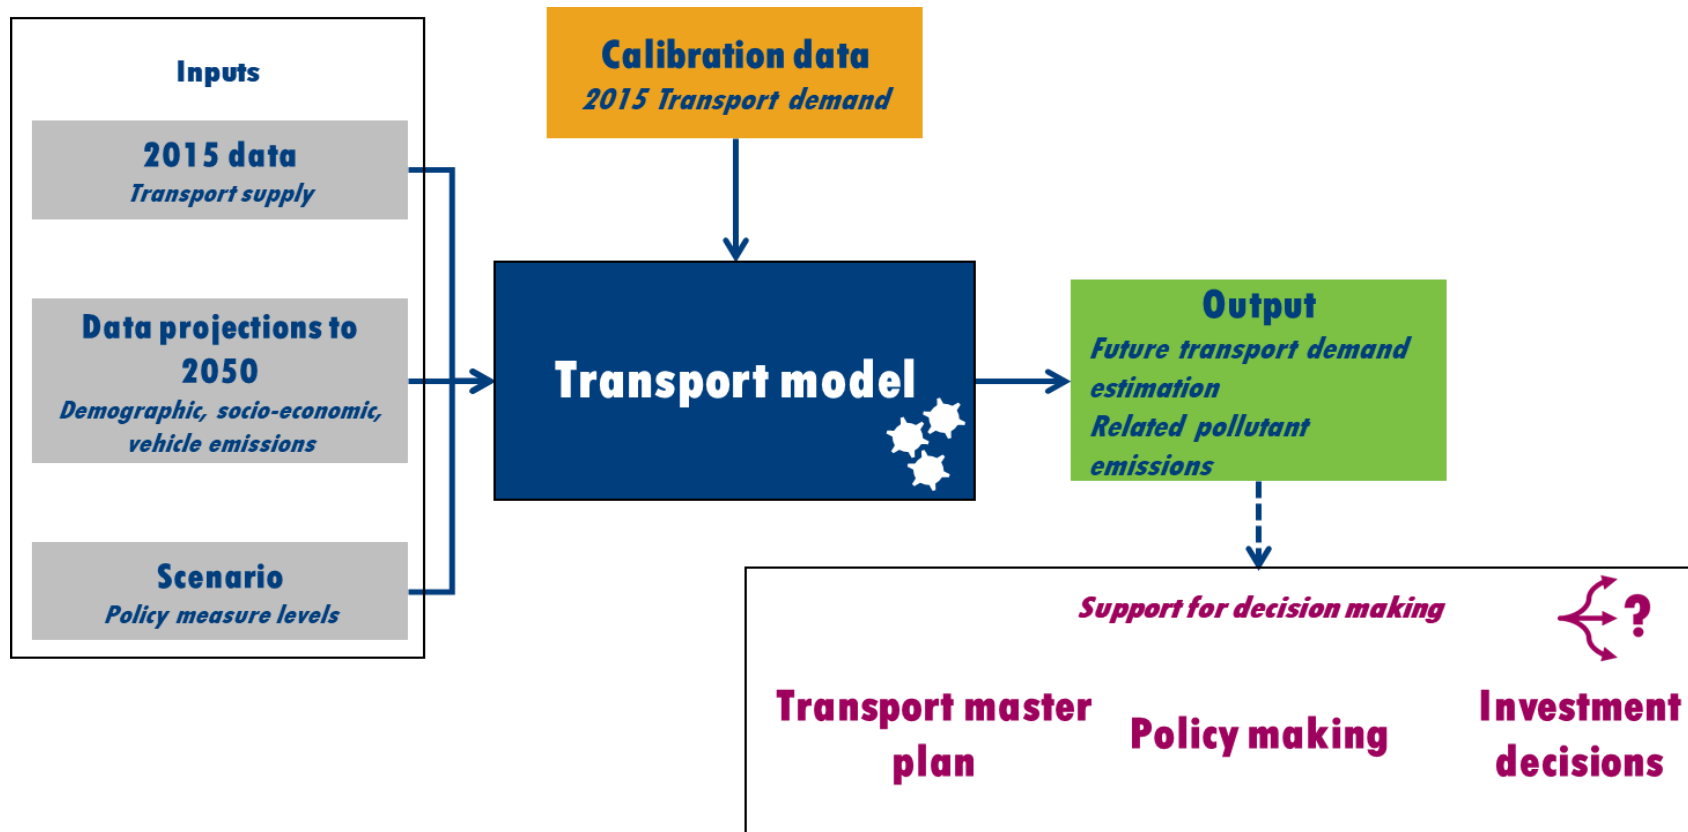 Inputs
2015 data
Transport supply
Data projections to
2050
Demographic, socio-economic,
vehicle emissions
Scenario
Policy measure levels
Calibration data
2015 Transport demand
Transport model
Output
Future transport demand
estimation
Related pollutant
emissions
Support for decision making
?
Transport master
plan
Policy making
Investment
decisions